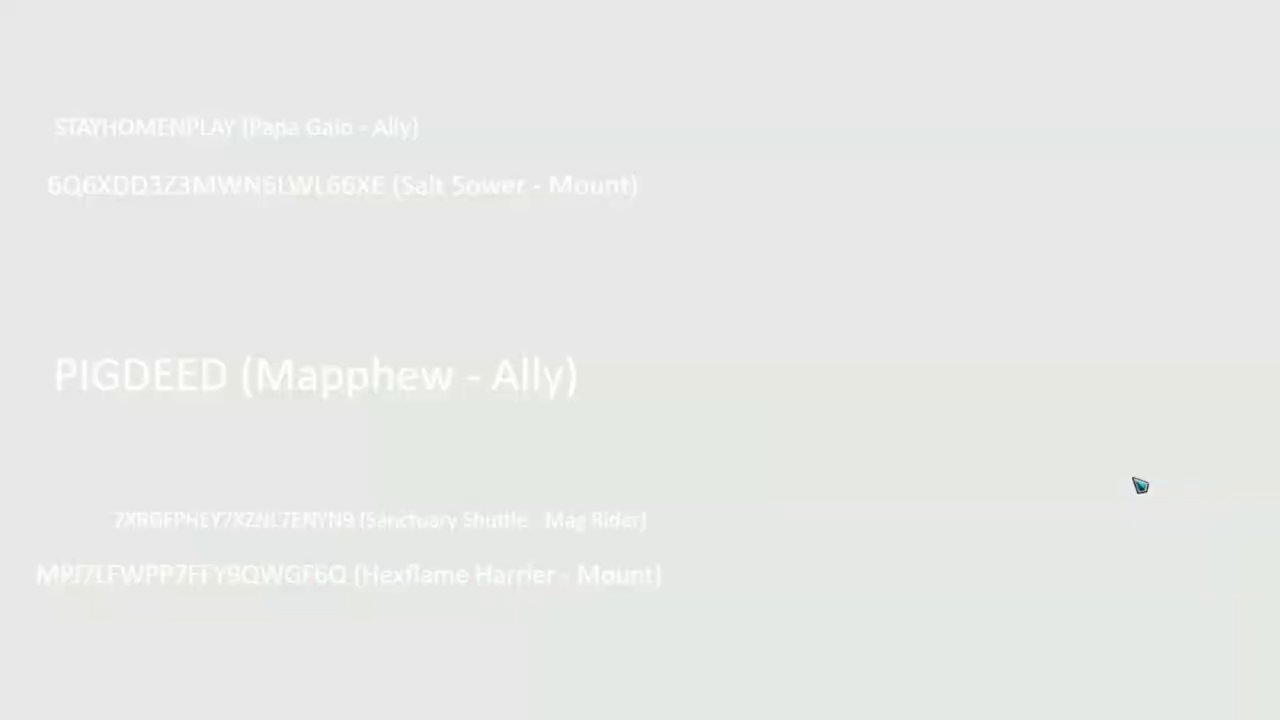 STAYHOMENPLAY (Papa Gaio - Ally)
6Q6XDD3Z3MWN6LWL66XE (Salt Sower - Mount)
PIGDEED (Mapphew - Ally)
(Sanctuary Shuttle - Mag Rider)
(Hexflame Harrier - Mount)